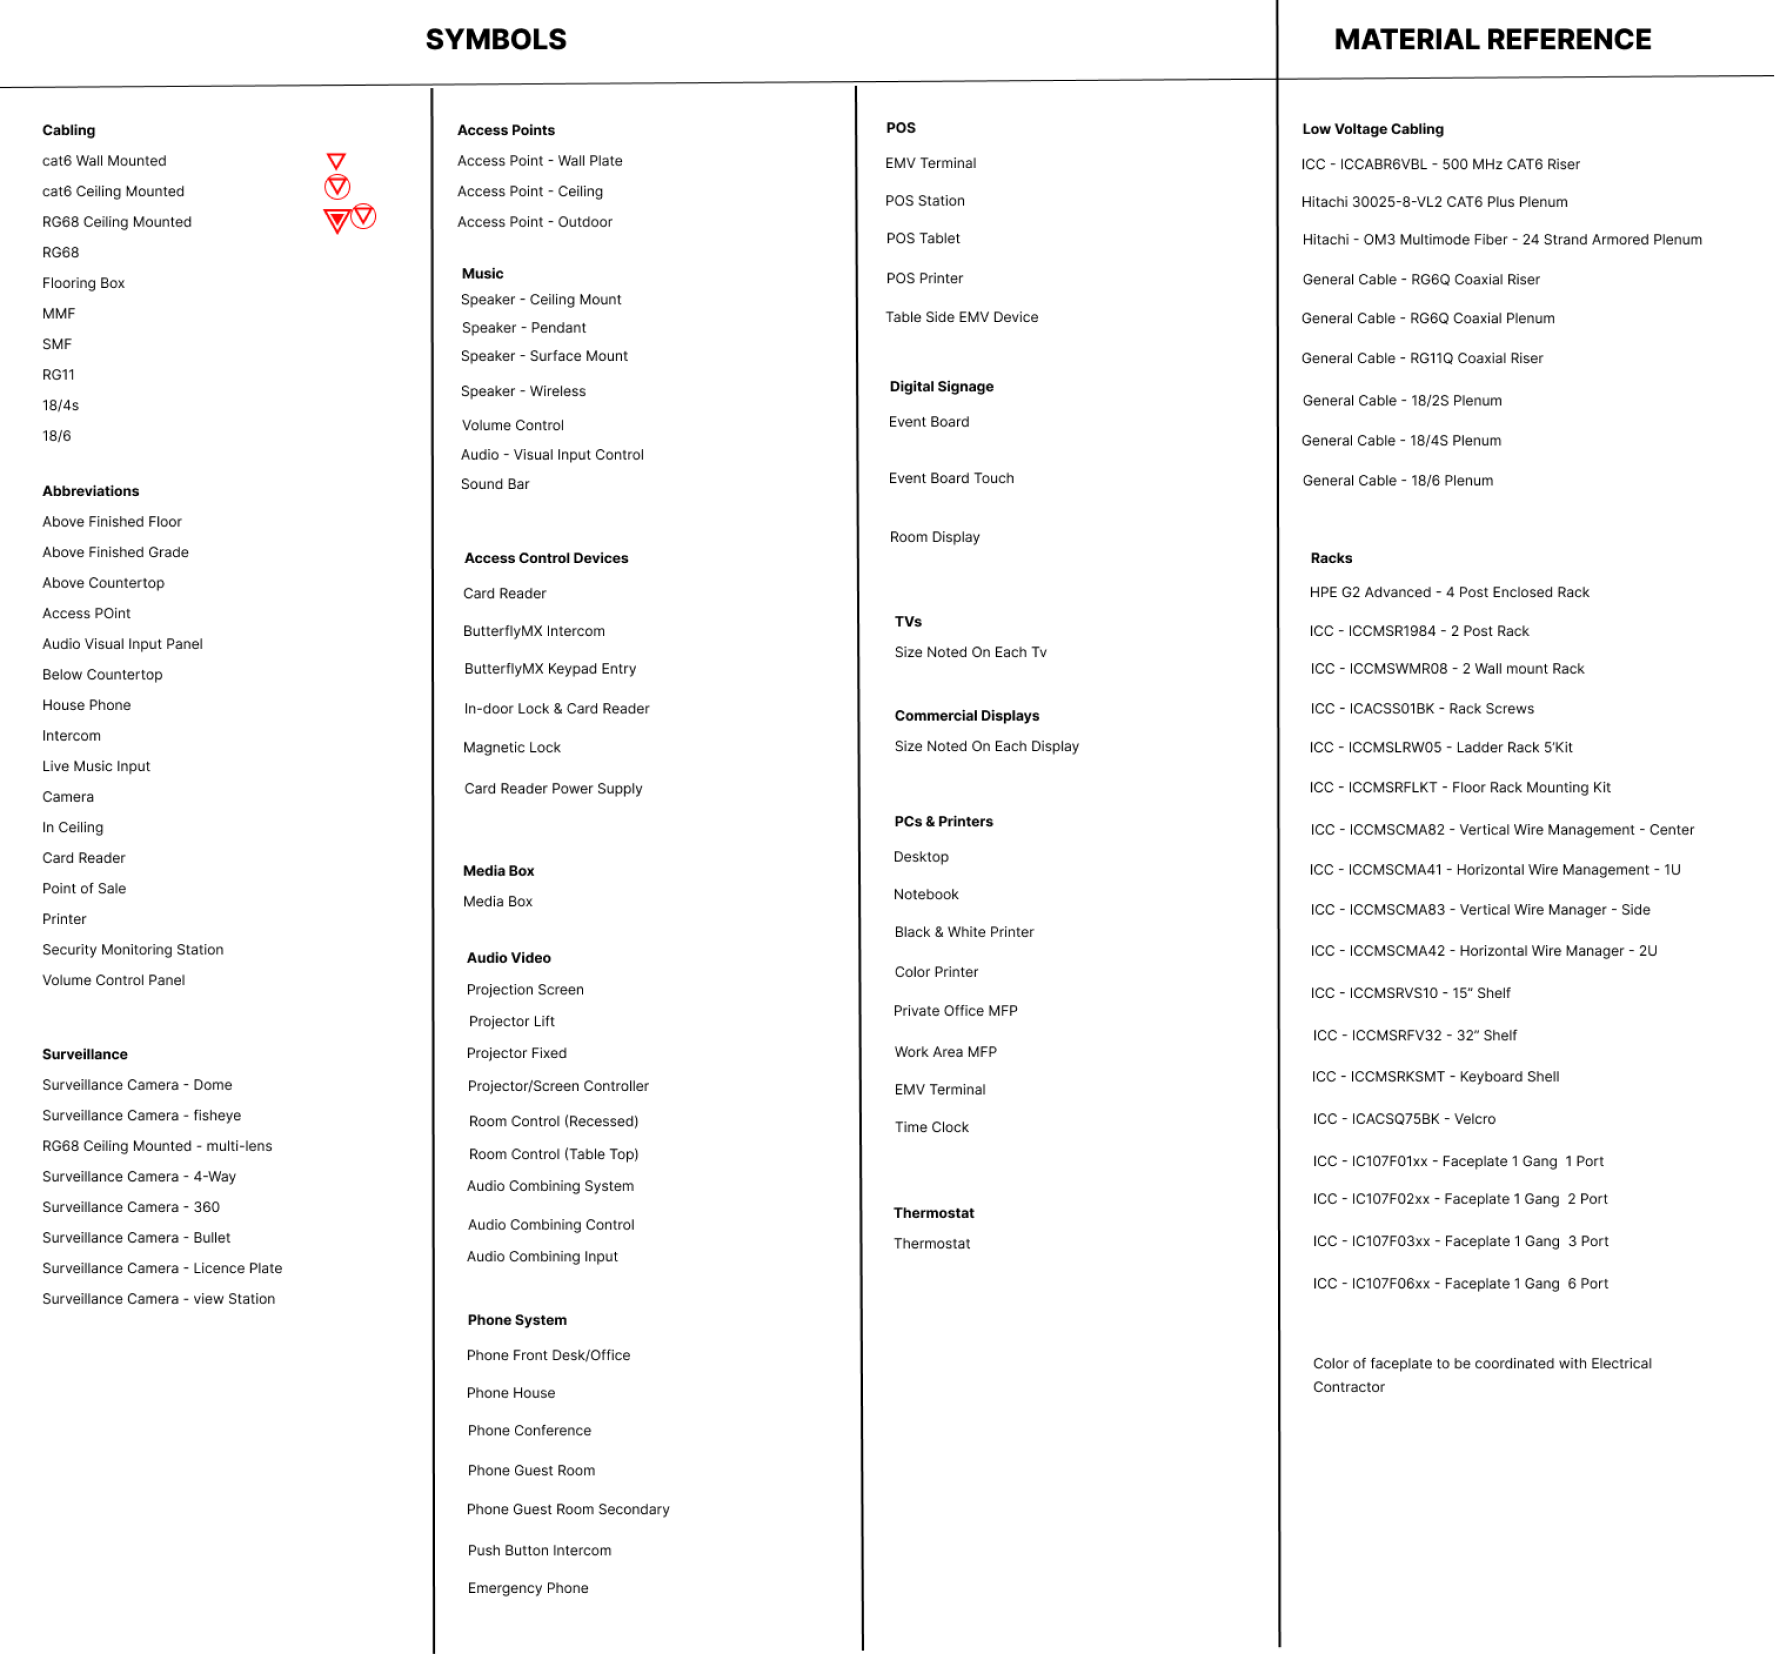 SYMBOLS
MATERIAL REFERENCE
Cabling
cat6 Wall Mounted
cat6 Ceiling Mounted
RG68 Ceiling Mounted
RG68
Flooring Box
MMF
SMF
RG11
18/4s
18/6
Abbreviations
Above Finished Floor
Above Finished Grade
Above Countertop
Access POint
Audio Visual Input Panel
Below Countertop
House Phone
Intercom
Live Music Input
Camera
In Ceiling
Card Reader
Point of Sale
Printer
Security Monitoring Station
Volume Control Panel
Surveillance
Surveillance Camera - Dome
Surveillance Camera - fisheye
RG68 Ceiling Mounted - multi-lens
Surveillance Camera - 4-Way
Surveillance Camera - 360
Surveillance Camera - Bullet
Surveillance Camera - Licence Plate
Surveillance Camera - view Station
Access Points
Access Point - Wall Plate
Access Point - Ceiling
Access Point - Outdoor
Music
Speaker - Ceiling Mount
Speaker - Pendant
Speaker - Surface Mount
Speaker - Wireless
Volume Control
Audio - Visual Input Control
Sound Bar
Access Control Devices
Card Reader
ButterflyMX Intercom
ButterflyMX Keypad Entry
In-door Lock & Card Reader
Magnetic Lock
Card Reader Power Supply
Media Box
Media Box
Audio Video
Projection Screen
Projector Lift
Projector Fixed
Projector/Screen Controller
Room Control (Recessed)
Room Control (Table Top)
Audio Combining System
Audio Combining Control
Audio Combining Input
Phone System
Phone Front Desk/Office
Phone House
Phone Conference
Phone Guest Room
Phone Guest Room Secondary
Push Button Intercom
Emergency Phone
POS
EMV Terminal
POS Station
POS Tablet
POS Printer
Table Side EMV Device
Digital Signage
Event Board
Event Board Touch
Room Display
TVs
Size Noted On Each Tv
Commercial Displays
Size Noted On Each Display
PCs & Printers
Desktop
Notebook
Black & White Printer
Color Printer
Private Office MFP
Work Area MFP
EMV Terminal
Time Clock
Thermostat
Thermostat
Low Voltage Cabling
ICC - ICCABR6VBL - 500 MHz CAT6 Riser
Hitachi 30025-8-VL2 CAT6 Plus Plenum
Hitachi - OM3 Multimode Fiber - 24 Strand Armored Plenum
General Cable - RG6Q Coaxial Riser
General Cable - RG6Q Coaxial Plenum
General Cable - RG11Q Coaxial Riser
General Cable - 18/2S Plenum
General Cable - 18/4S Plenum
General Cable - 18/6 Plenum
Racks
HPE G2 Advanced - 4 Post Enclosed Rack
ICC - ICCMSR1984 - 2 Post Rack
ICC - ICCMSWMR08 - 2 Wall mount Rack
ICC - ICACSS01BK - Rack Screws
ICC - ICCMSLRW05 - Ladder Rack 5'Kit
ICC - ICCMSRFLKT - Floor Rack Mounting Kit
ICC - ICCMSCMA82 - Vertical Wire Management - Center
ICC - ICCMSCMA41 - Horizontal Wire Management - 1U
ICC - ICCMSCMA83 - Vertical Wire Manager - Side
ICC - ICCMSCMA42 - Horizontal Wire Manager - 2U
ICC - ICCMSRVS10 - 15” Shelf
ICC - ICCMSRFV32 - 32” Shelf
ICC - ICCMSRKSMT - Keyboard Shell
ICC - ICACSQ75BK - Velcro
ICC - IC107F01xx - Faceplate 1 Gang 1 Port
ICC - IC107F02xx - Faceplate 1 Gang 2 Port
ICC - IC107F03xx - Faceplate 1 Gang 3 Port
ICC - IC107F06xx - Faceplate 1 Gang 6 Port
Color of faceplate to be coordinated with Electrical
Contractor